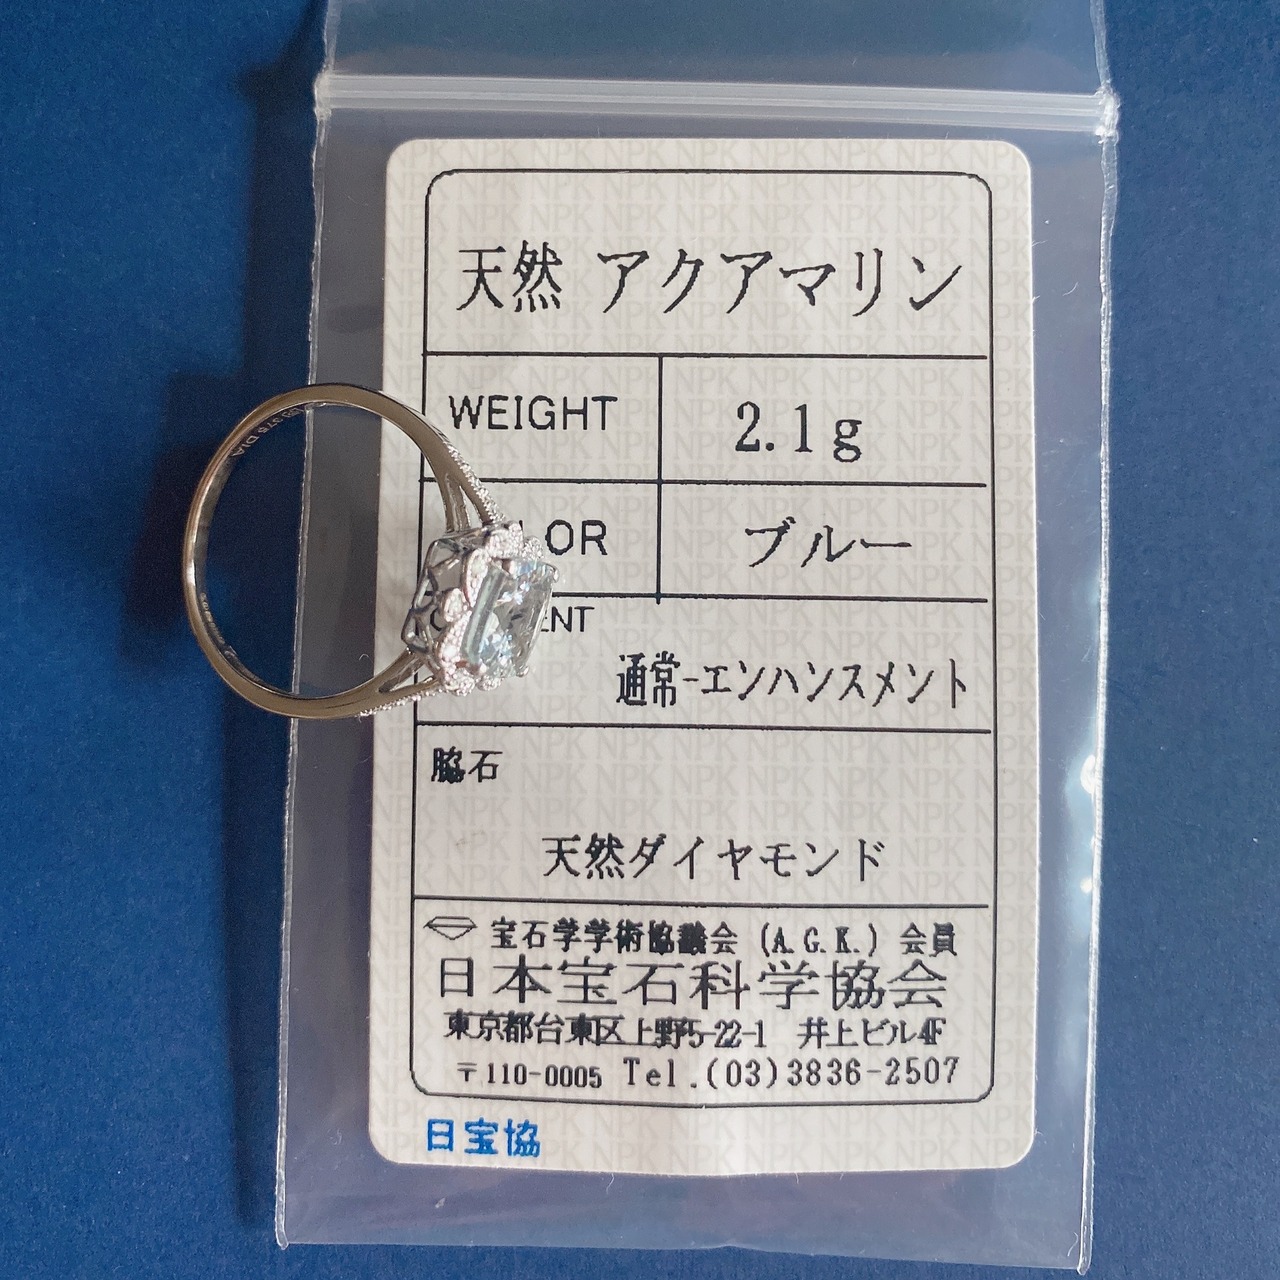 天然 アクアマリン
WEIGHT 2.1g
OR ブルー
ENT
通常-エンハンスメント
脇石
天然ダイヤモンド
宝石学学術協議会 (A.G.K.) 会員
日本宝石科学協会
東京都台東区上野5-22-1 井上ビル4F
〒110-0005 Tel.(03)3836-2507
日宝協
375 DIA